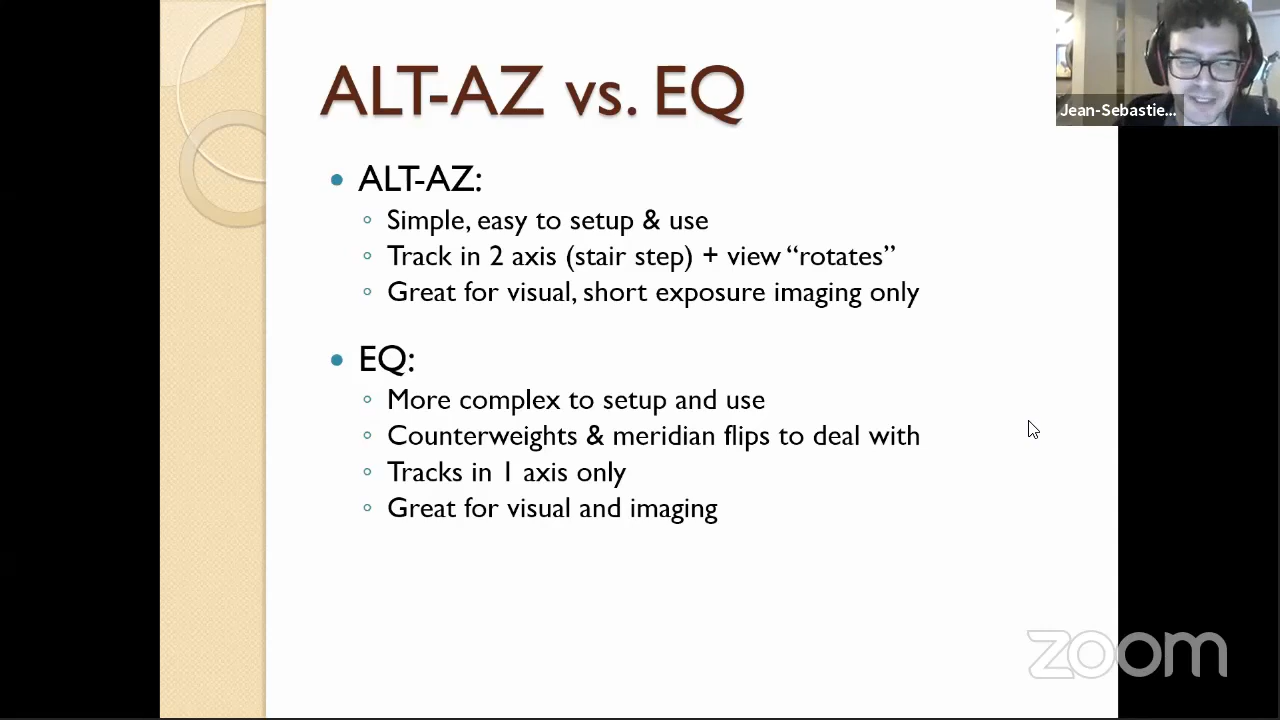 ALT-AZ vs. EQ
Jean-Sebastie...
ALT-AZ:
Simple, easy to setup & use
Track in 2 axis (stair step) + view “rotates”
Great for visual, short exposure imaging only
EQ:
More complex to setup and use
Counterweights & meridian flips to deal with
Tracks in 1 axis only
Great for visual and imaging
zoom